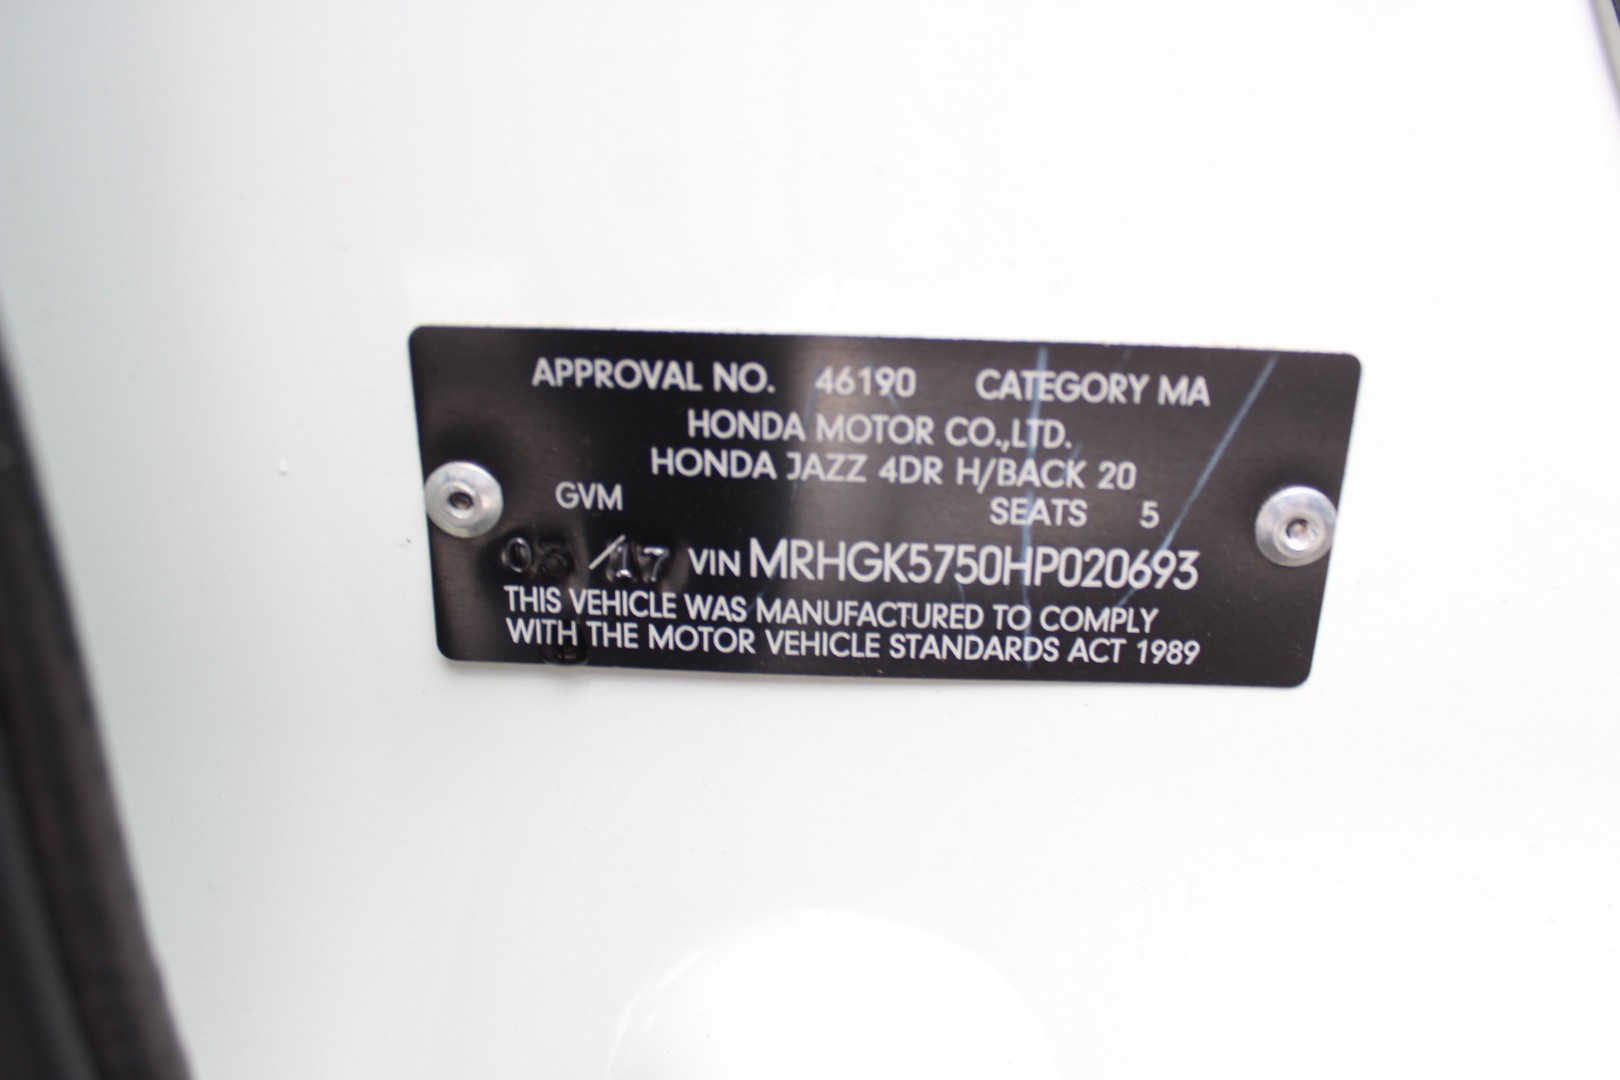 APPROVAL NO. 46190 CATEGORY MA
HONDA MOTOR CO.,LTD.
HONDA JAZZ 4DR H/BACK 20
GVM SEATS 5
/17 VIN MRHGK5750HP020693
THIS VEHICLE WAS MANUFACTURED TO COMPLY
WITH THE MOTOR VEHICLE STANDARDS ACT 1989